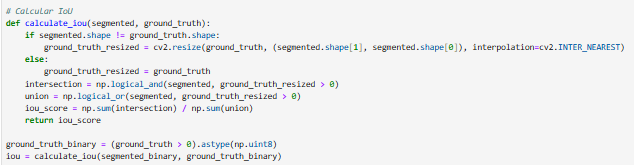 # Calcular IoU
def calculate_iou(segmented, ground_truth):
    if segmented.shape != ground_truth.shape:
        ground_truth_resized = cv2.resize(ground_truth, (segmented.shape[1], segmented.shape[0]), interpolation=cv2.INTER_NEAREST)
    else:
        ground_truth_resized = ground_truth
    intersection = np.logical_and(segmented, ground_truth_resized > 0)
    union = np.logical_or(segmented, ground_truth_resized > 0)
    iou_score = np.sum(intersection) / np.sum(union)
    return iou_score
ground_truth_binary = (ground_truth > 0).astype(np.uint8)
iou = calculate_iou(segmented_binary, ground_truth_binary)